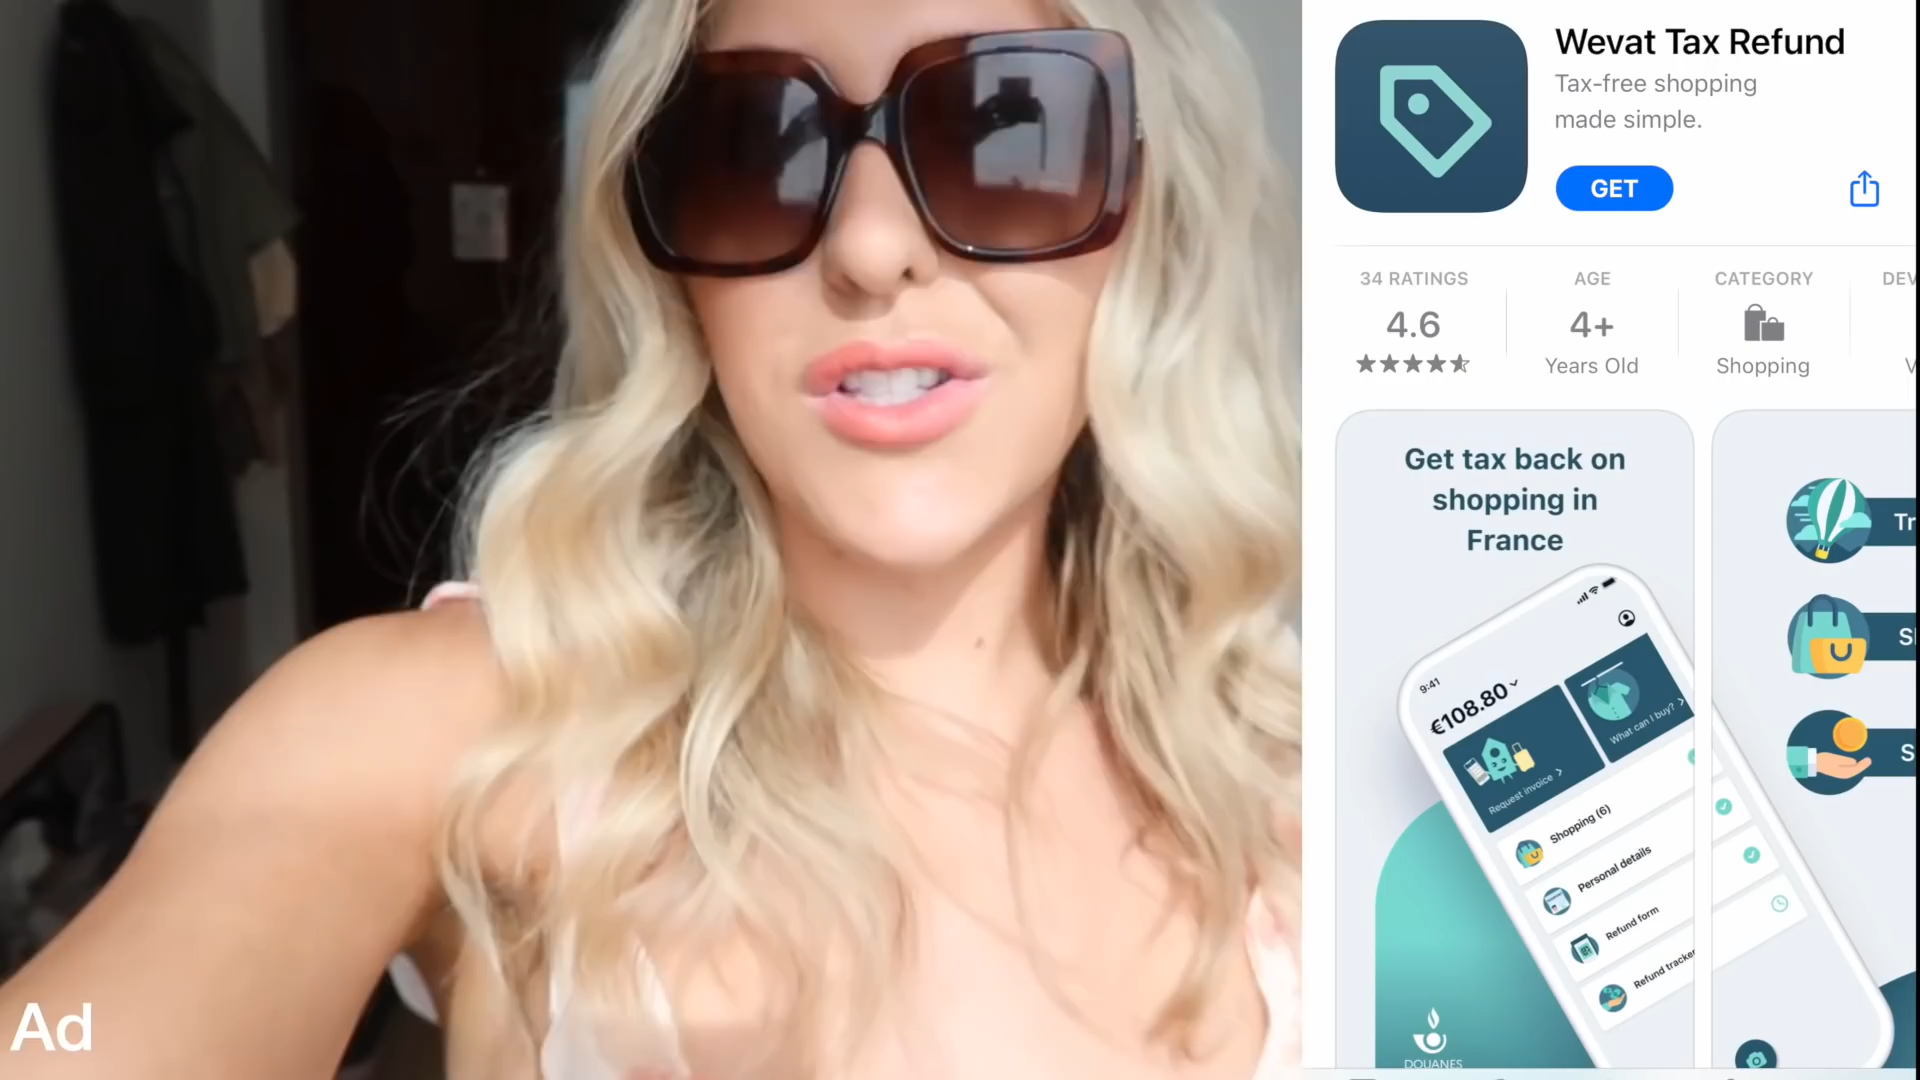 Ad
Wevat Tax Refund
Tax-free shopping
made simple.
GET
34 RATINGS
AGE
CATEGORY
4.6
4+
Years Old
Shopping
Get tax back on
shopping in
France
9:41
€108.80
Request invoice >
What can I buy? >
Shopping (6)
Personal details
Refund form
Refund tracker
DOUANES